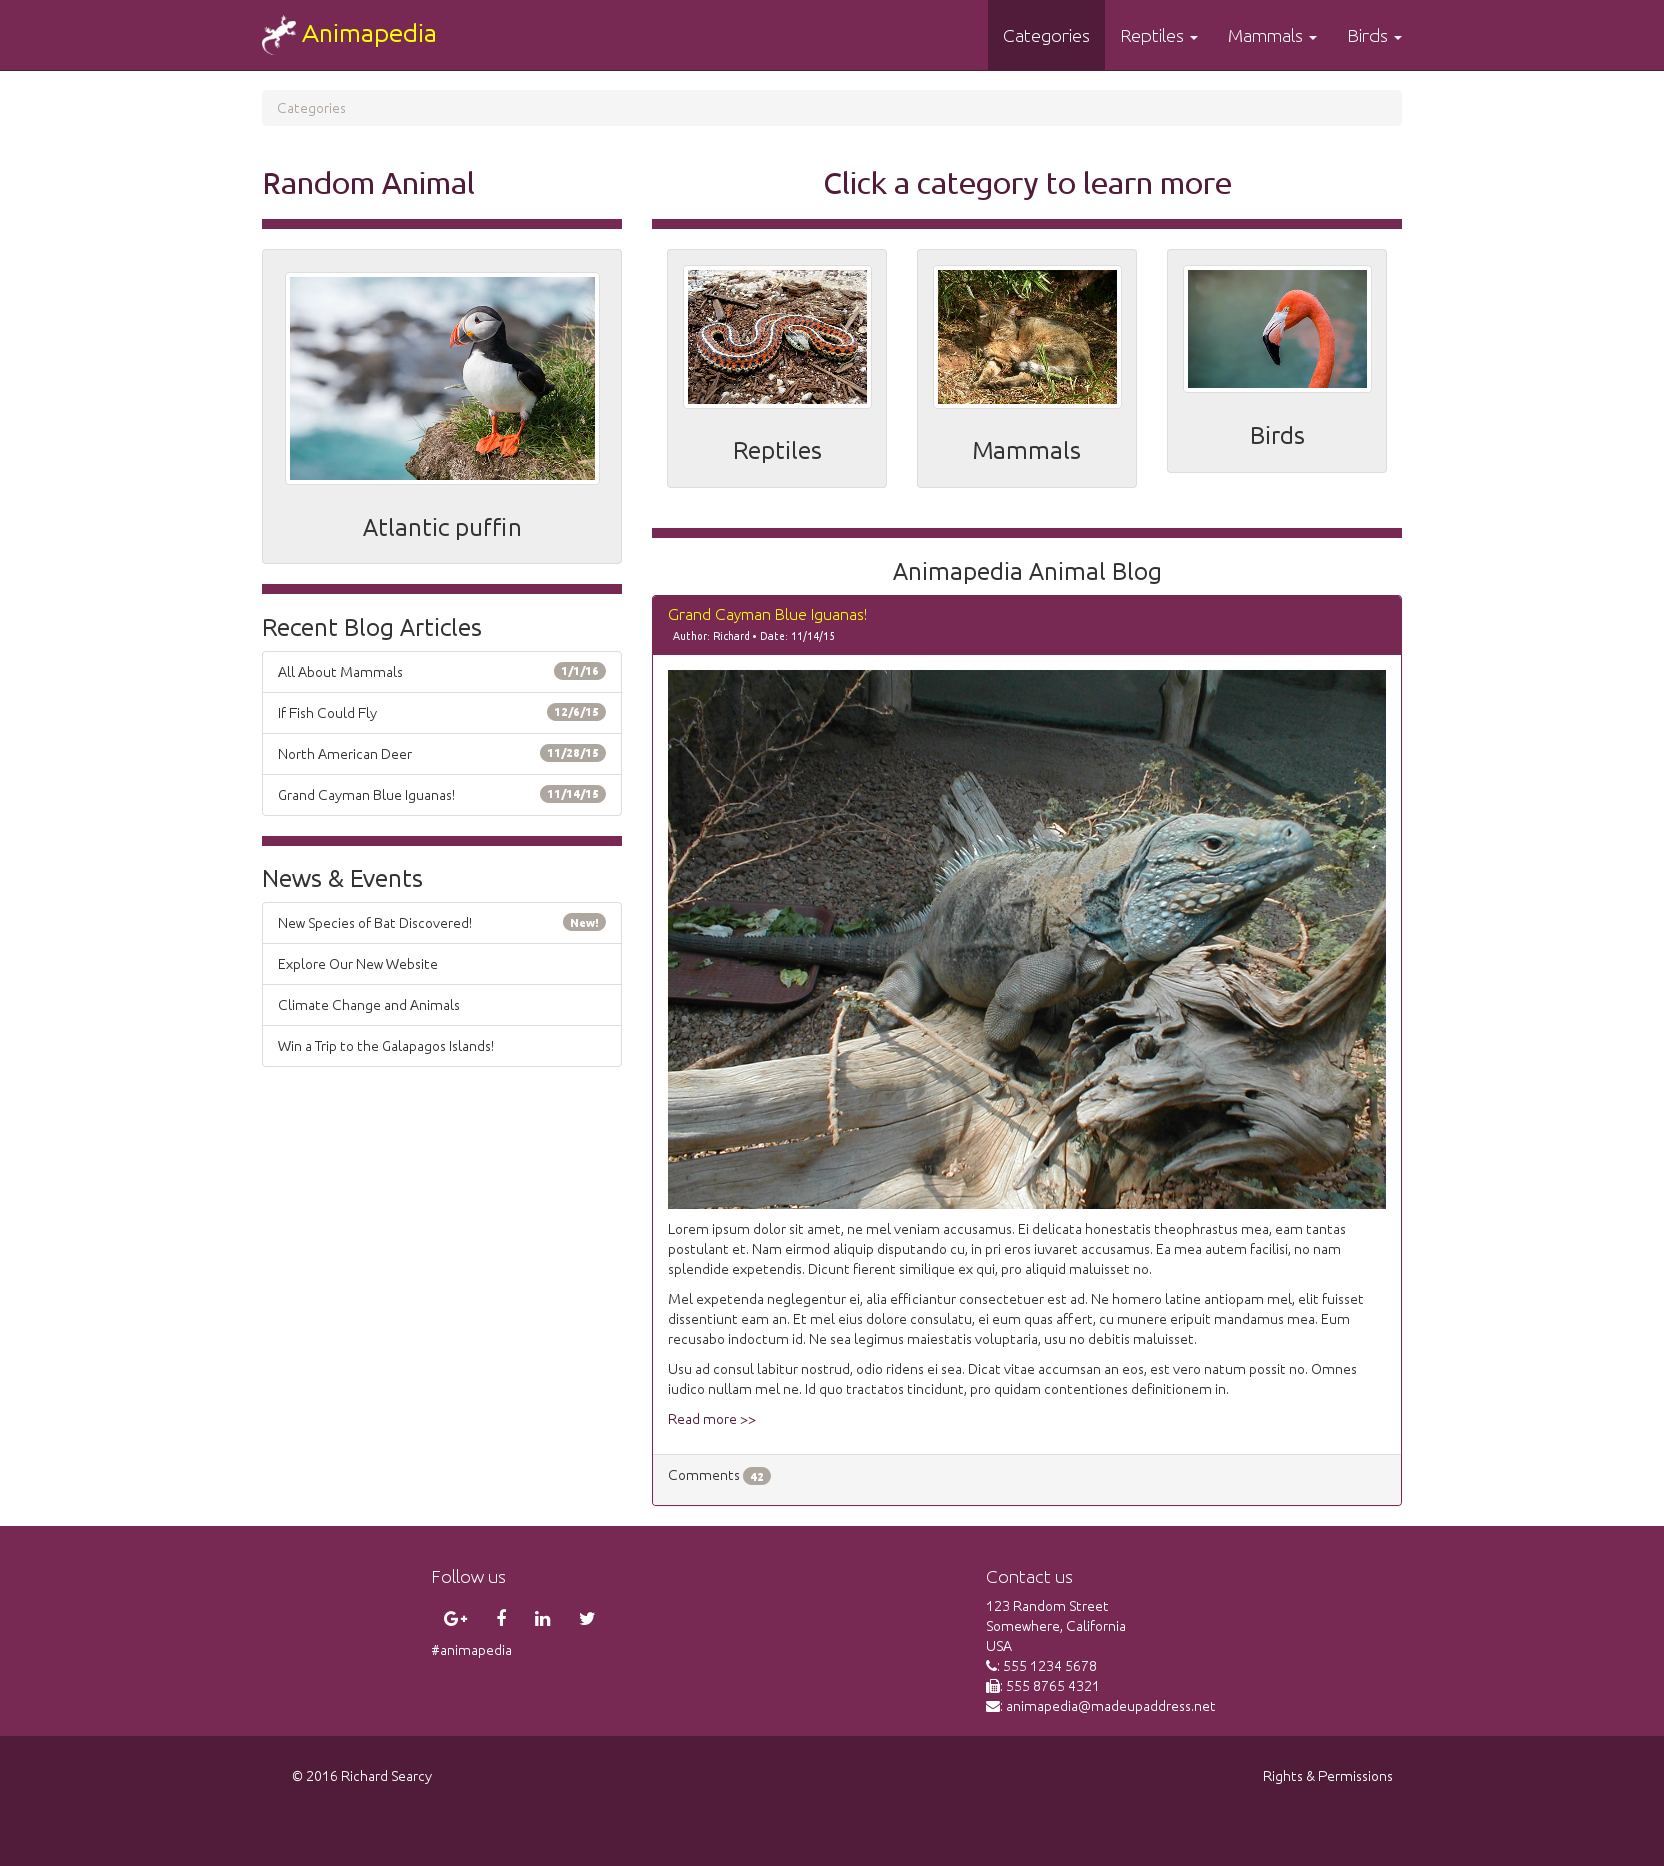 Animapedia
Categories
Reptiles
Mammals
Birds
Categories
Random Animal
Atlantic puffin
Recent Blog Articles
All About Mammals 1/1/16
If Fish Could Fly 12/6/15
North American Deer 11/28/15
Grand Cayman Blue Iguanas! 11/14/15
News & Events
New Species of Bat Discovered! New!
Explore Our New Website
Climate Change and Animals
Win a Trip to the Galapagos Islands!
Click a category to learn more
Reptiles
Mammals
Birds
Animapedia Animal Blog
Grand Cayman Blue Iguanas!
Author: Richard • Date: 11/14/15
Lorem ipsum dolor sit amet, ne mel veniam accusamus. Ei delicata honestatis theophrastus mea, eam tantas
postulant et. Nam eirmod aliquip disputando cu, in pri eros iuvaret accusamus. Ea mea autem facilisi, no nam
splendide expetendis. Dicunt fierent similique ex qui, pro aliquid maluisset no.
Mel expetenda neglegentur ei, alia efficiantur consectetuer est ad. Ne homero latine antiopam mel, elit fuisset
dissentiunt eam an. Et mel eius dolore consulatu, ei eum quas affert, cu munere eripuit mandamus mea. Eum
recusabo indoctum id. Ne sea legimus maiestatis voluptaria, usu no debitis maluisset.
Usu ad consul labitur nostrud, odio ridens ei sea. Dicat vitae accumsan an eos, est vero natum possit no. Omnes
iudico nullam mel ne. Id quo tractatos tincidunt, pro quidam contentiones definitionem in.
Read more >>
Comments 42
Follow us
#animapedia
Contact us
123 Random Street
Somewhere, California
USA
: 555 1234 5678
: 555 8765 4321
: animapedia@madeupaddress.net
© 2016 Richard Searcy
Rights & Permissions